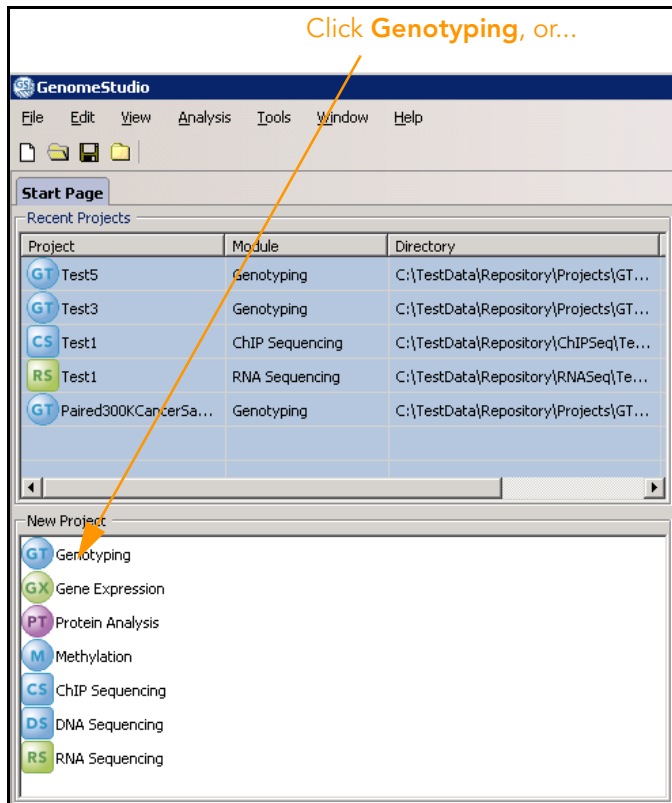 Click Genotyping, or...
GenomeStudio
File Edit View Analysis Tools Window Help
Start Page
Recent Projects
Project Module Directory
GT Test5 Genotyping C:\TestData\Repository\Projects\GT...
GT Test3 Genotyping C:\TestData\Repository\Projects\GT...
CS Test1 ChIP Sequencing C:\TestData\Repository\ChIPSeq\Te...
RS Test1 RNA Sequencing C:\TestData\Repository\RNASeq\Te...
GT Paired300KCancerSa... Genotyping C:\TestData\Repository\Projects\GT...
New Project
GT Genotyping
GX Gene Expression
PT Protein Analysis
M Methylation
CS ChIP Sequencing
DS DNA Sequencing
RS RNA Sequencing